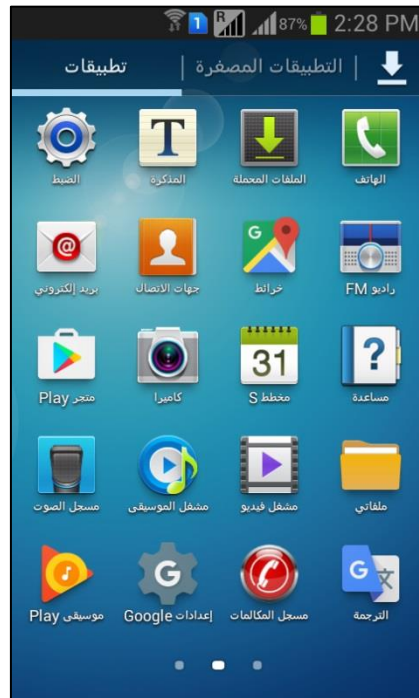 1 R 87% 2:28 PM
تطبيقات | التطبيقات المصغرة |
الهاتف الملفات المحملة المذكرة الضبط
راديو FM خرائط جهات الاتصال بريد إلكتروني
مساعدة مخطط S كاميرا متجر Play
ملفاتي مشغل فيديو مشغل الموسيقى مسجل الصوت
الترجمة مسجل المكالمات إعدادات Google موسيقى Play